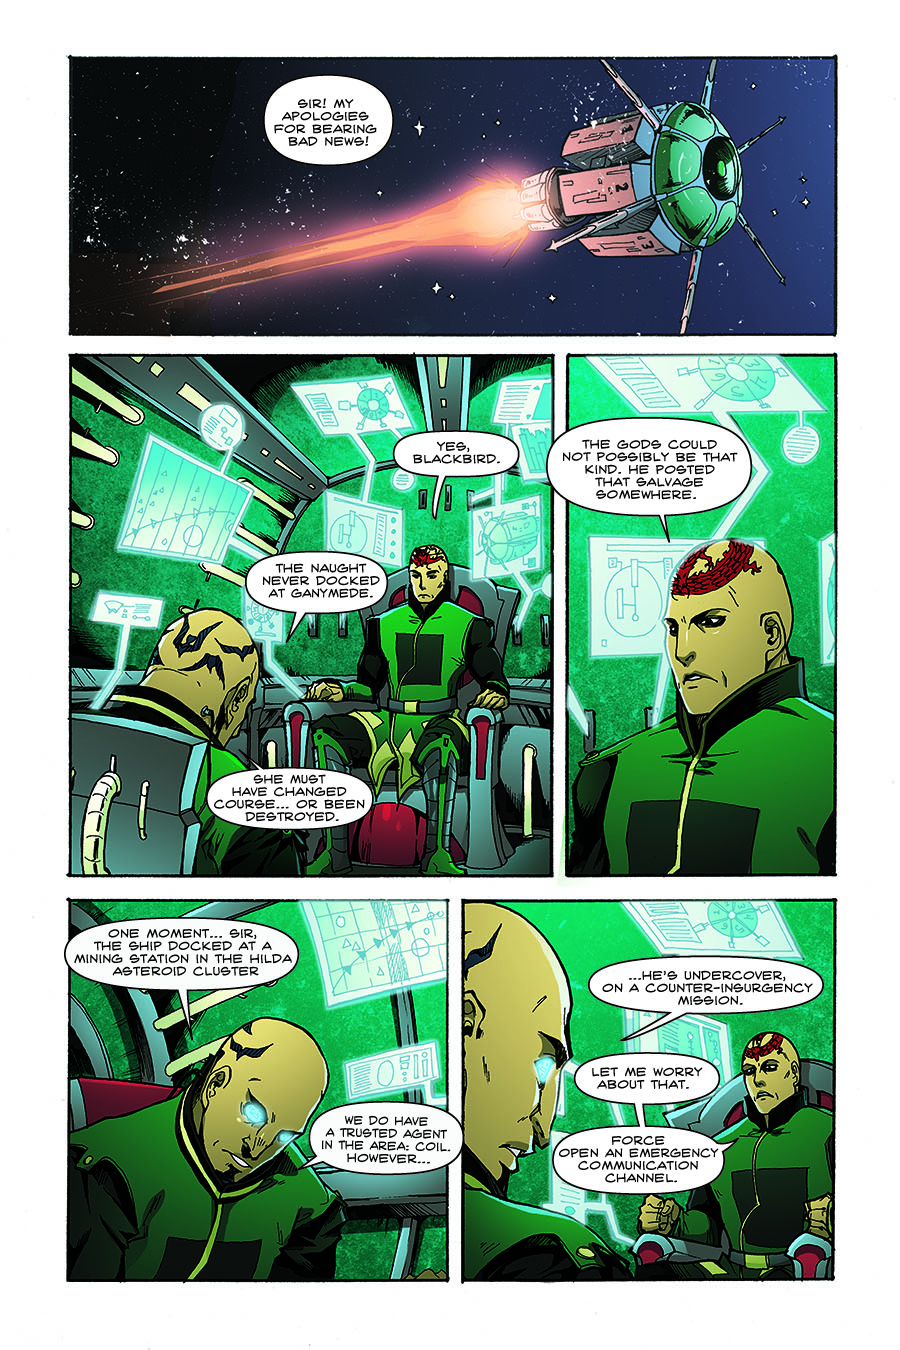 SIR! MY
APOLOGIES
FOR BEARING
BAD NEWS!
1
2
3
YES,
BLACKBIRD.
THE NAUGHT
NEVER DOCKED
AT GANYMEDE.
SHE MUST
HAVE CHANGED
COURSE... OR BEEN
DESTROYED.
THE GODS COULD
NOT POSSIBLY BE THAT
KIND. HE POSTED
THAT SALVAGE
SOMEWHERE.
ONE MOMENT... SIR,
THE SHIP DOCKED AT A
MINING STATION IN THE HILDA
ASTEROID CLUSTER
WE DO HAVE
A TRUSTED AGENT
IN THE AREA: COIL.
HOWEVER...
...HE'S UNDERCOVER,
ON A COUNTER-INSURGENCY
MISSION.
LET ME WORRY
ABOUT THAT.
FORCE
OPEN AN EMERGENCY
COMMUNICATION
CHANNEL.